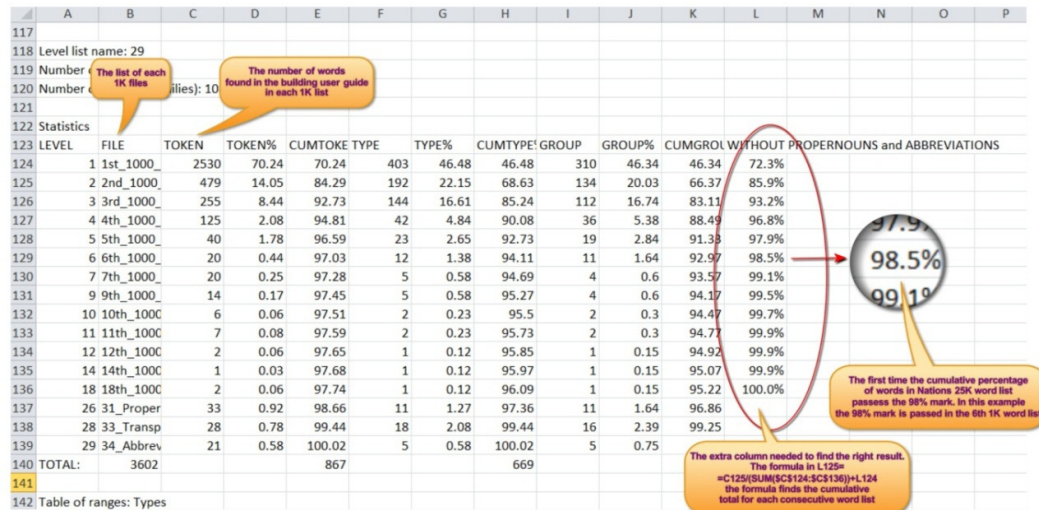 A B C D E F G H I J K L M N O P
117
118 Level list name: 29
119 Number
120 Number ilies): 10
The list of each
1K files
The number of words
found in the building user guide
in each 1K list
121
122 Statistics
123 LEVEL FILE TOKEN TOKEN% CUMTOKE TYPE TYPE% CUMTYPE% GROUP GROUP% CUMGROU WITHOUT PROPERNOUNS and ABBREVIATIONS
124 1 1st_1000_ 2530 70.24 70.24 403 46.48 46.48 310 46.34 46.34 72.3%
125 2 2nd_1000_ 479 14.05 84.29 192 22.15 68.63 134 20.03 66.37 85.9%
126 3 3rd_1000_ 255 8.44 92.73 144 16.61 85.24 112 16.74 83.11 93.2%
127 4 4th_1000_ 125 2.08 94.81 42 4.84 90.08 36 5.38 88.49 96.8%
128 5 5th_1000_ 40 1.78 96.59 23 2.65 92.73 19 2.84 91.33 97.9%
129 6 6th_1000_ 20 0.44 97.03 12 1.38 94.11 11 1.64 92.97 98.5%
130 7 7th_1000_ 20 0.25 97.28 5 0.58 94.69 4 0.6 93.57 99.1%
131 9 9th_1000_ 14 0.17 97.45 5 0.58 95.27 4 0.6 94.17 99.5%
132 10 10th_1000 6 0.06 97.51 2 0.23 95.5 2 0.3 94.47 99.7%
133 11 11th_1000 7 0.08 97.59 2 0.23 95.73 2 0.3 94.77 99.9%
134 12 12th_1000 2 0.06 97.65 1 0.12 95.85 1 0.15 94.92 99.9%
135 14 14th_1000 1 0.03 97.68 1 0.12 95.97 1 0.15 95.07 99.9%
136 18 18th_1000 2 0.06 97.74 1 0.12 96.09 1 0.15 95.22 100.0%
137 26 31_Proper 33 0.92 98.66 11 1.27 97.36 11 1.64 96.86
138 28 33_Transp 28 0.78 99.44 18 2.08 99.44 16 2.39 99.25
139 29 34_Abbrev 21 0.58 100.02 5 0.58 100.02 5 0.75
140 TOTAL: 3602 867 669
141
142 Table of ranges: Types
98.5%
The first time the cumulative percentage
of words in Nations 25K word list
passess the 98% mark. In this example
the 98% mark is passed in the 6th 1K word list
The extra column needed to find the right result.
The formula in L125=
=C125/(SUM($C$124:$C$136))+L124
the formula finds the cumulative
total for each consecutive word list